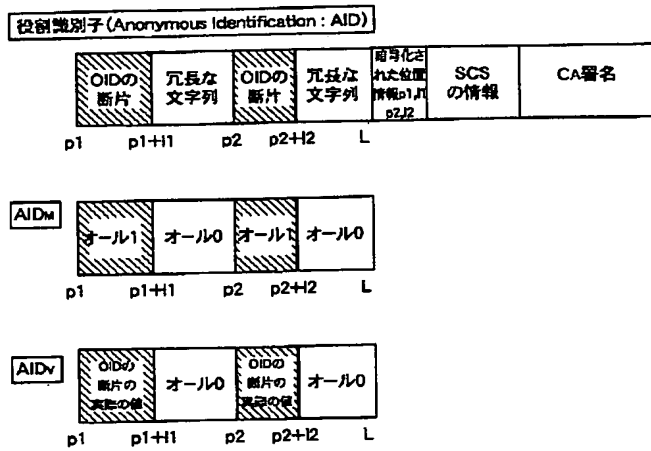 役割識別子(Anonymous Identification : AID)
OIDの
断片
冗長な
文字列
OIDの
断片
冗長な
文字列
暗号化さ
れた位置
情報p1,l1
p2,l2
SCS
の情報
CA署名
p1
p1+l1
p2
p2+l2
L
AIDM
オール1
オール0
オール1
オール0
p1
p1+l1
p2
p2+l2
L
AIDV
OIDの
断片の
実際の値
オール0
OIDの
断片の
実際の値
オール0
p1
p1+l1
p2
p2+l2
L